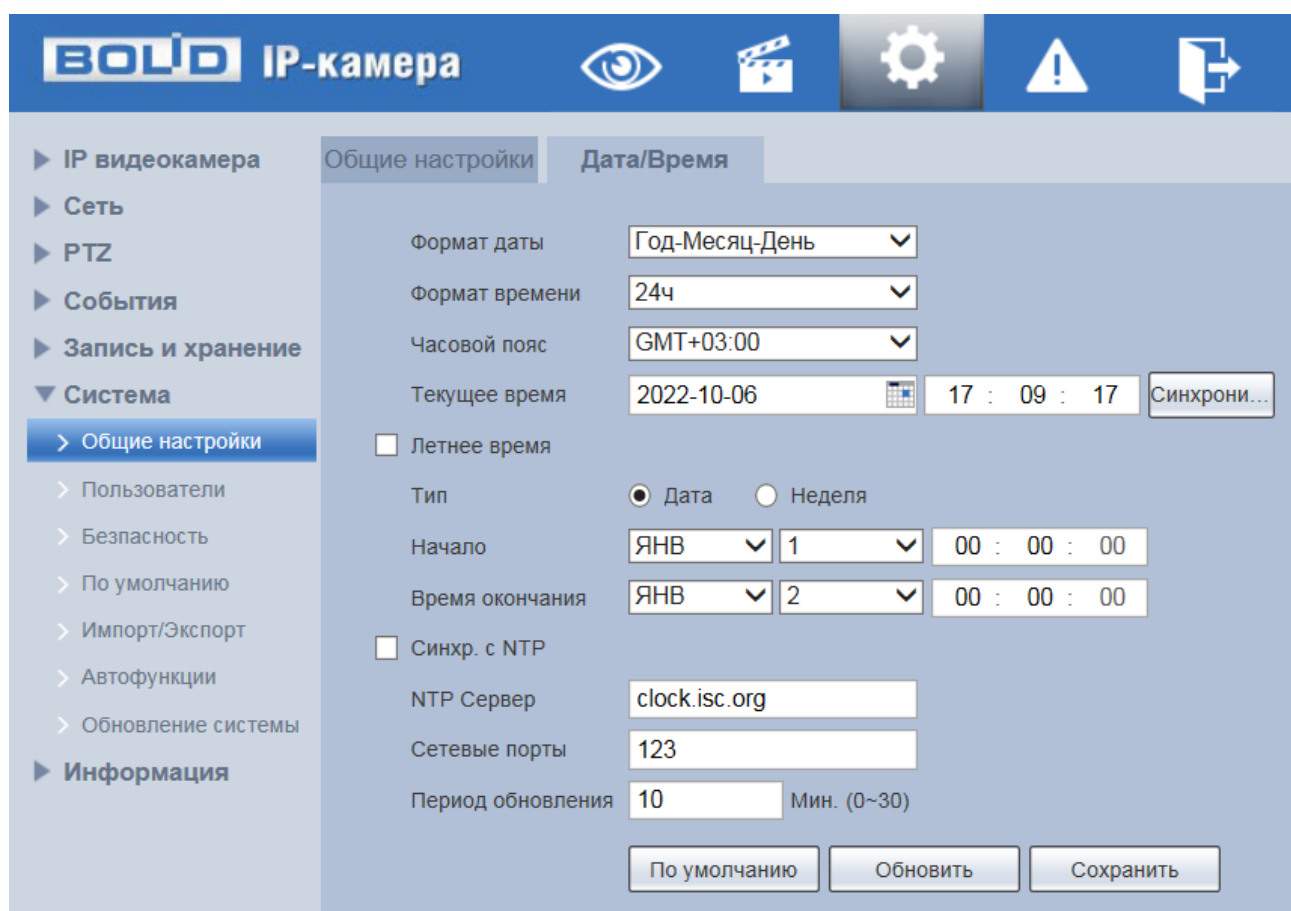 BOLID IP-камера
IP видеокамера
Сеть
PTZ
События
Запись и хранение
Система
Общие настройки
Пользователи
Безпасность
По умолчанию
Импорт/Экспорт
Автофункции
Обновление системы
Информация
Общие настройки Дата/Время
Формат даты Год-Месяц-День
Формат времени 24ч
Часовой пояс GMT+03:00
Текущее время 2022-10-06 17 : 09 : 17 Синхрони...
Летнее время
Тип Дата Неделя
Начало ЯНВ 1 00 : 00 : 00
Время окончания ЯНВ 2 00 : 00 : 00
Синхр. с NTP
NTP Сервер clock.isc.org
Сетевые порты 123
Период обновления 10 Мин. (0~30)
По умолчанию Обновить Сохранить